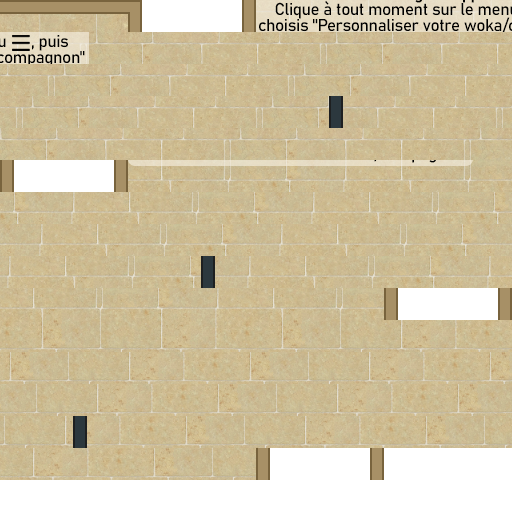 Clique à tout moment sur le menu
choisis "Personnaliser votre woka/c
u ☰, puis
compagnon"